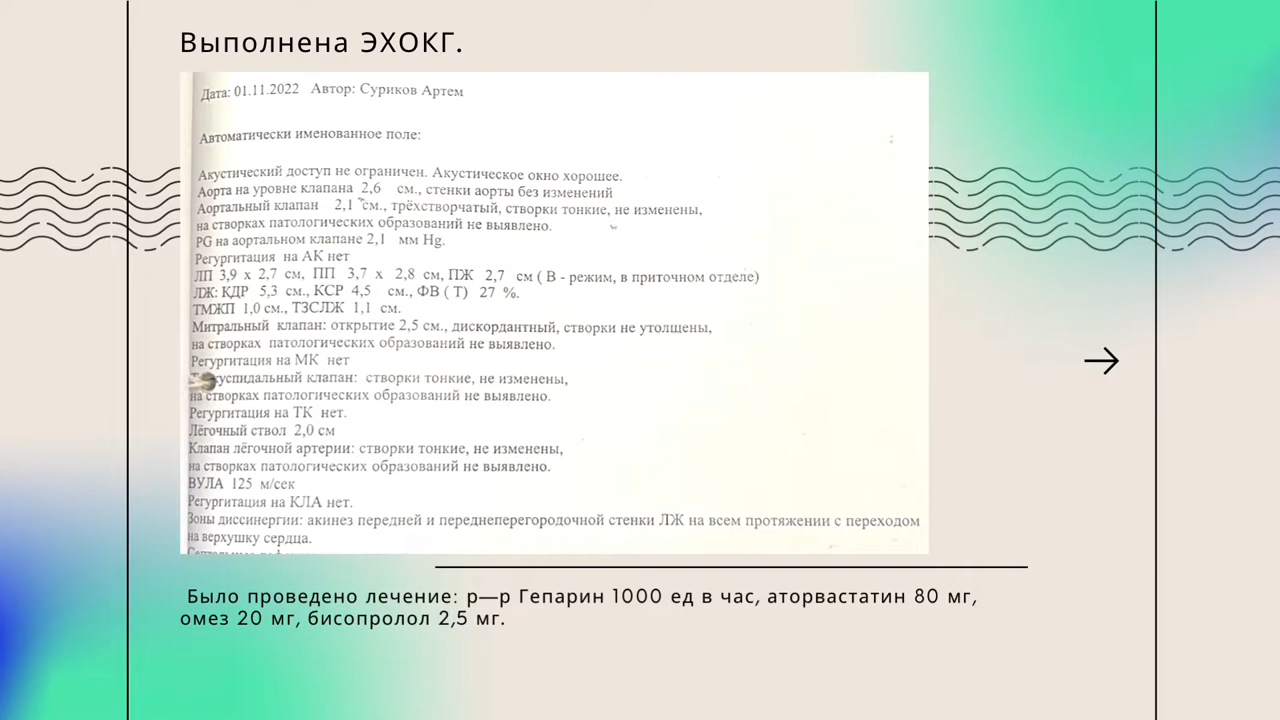 Выполнена ЭХОКГ.
Дата: 01.11.2022 Автор: Суриков Артем
Автоматически именованное поле:
Акустический доступ не ограничен. Акустическое окно хорошее.
Аорта на уровне клапана 2,6 см., стенки аорты без изменений
Аортальный клапан 2,1 см., трёхстворчатый, створки тонкие, не изменены,
на створках патологических образований не выявлено.
PG на аортальном клапане 2,1 мм Hg.
Регургитация на АК нет
ЛП 3,9 х 2,7 см, ПП 3,7 х 2,8 см, ПЖ 2,7 см ( В - режим, в приточном отделе)
ЛЖ: КДР 5,3 см., КСР 4,5 см., ФВ ( Т) 27 %.
ТМЖП 1,0 см., ТЗСЛЖ 1,1 см.
Митральный клапан: открытие 2,5 см., дискордантный, створки не утолщены,
на створках патологических образований не выявлено.
Регургитация на МК нет
клапан: створки тонкие, не изменены,
на створках патологических образований не выявлено.
Регургитация на ТК нет.
Лёгочный ствол 2,0 см
Клапан лёгочной артерии: створки тонкие, не изменены,
на створках патологических образований не выявлено.
ВУЛА 125 м/сек
Регургитация на КЛА нет.
Зоны диссинергии: акинез передней и переднеперегородочной стенки ЛЖ на всем протяжении с переходом
на верхушку сердца.
Было проведено лечение: р—р Гепарин 1000 ед в час, аторвастатин 80 мг,
омез 20 мг, бисопролол 2,5 мг.